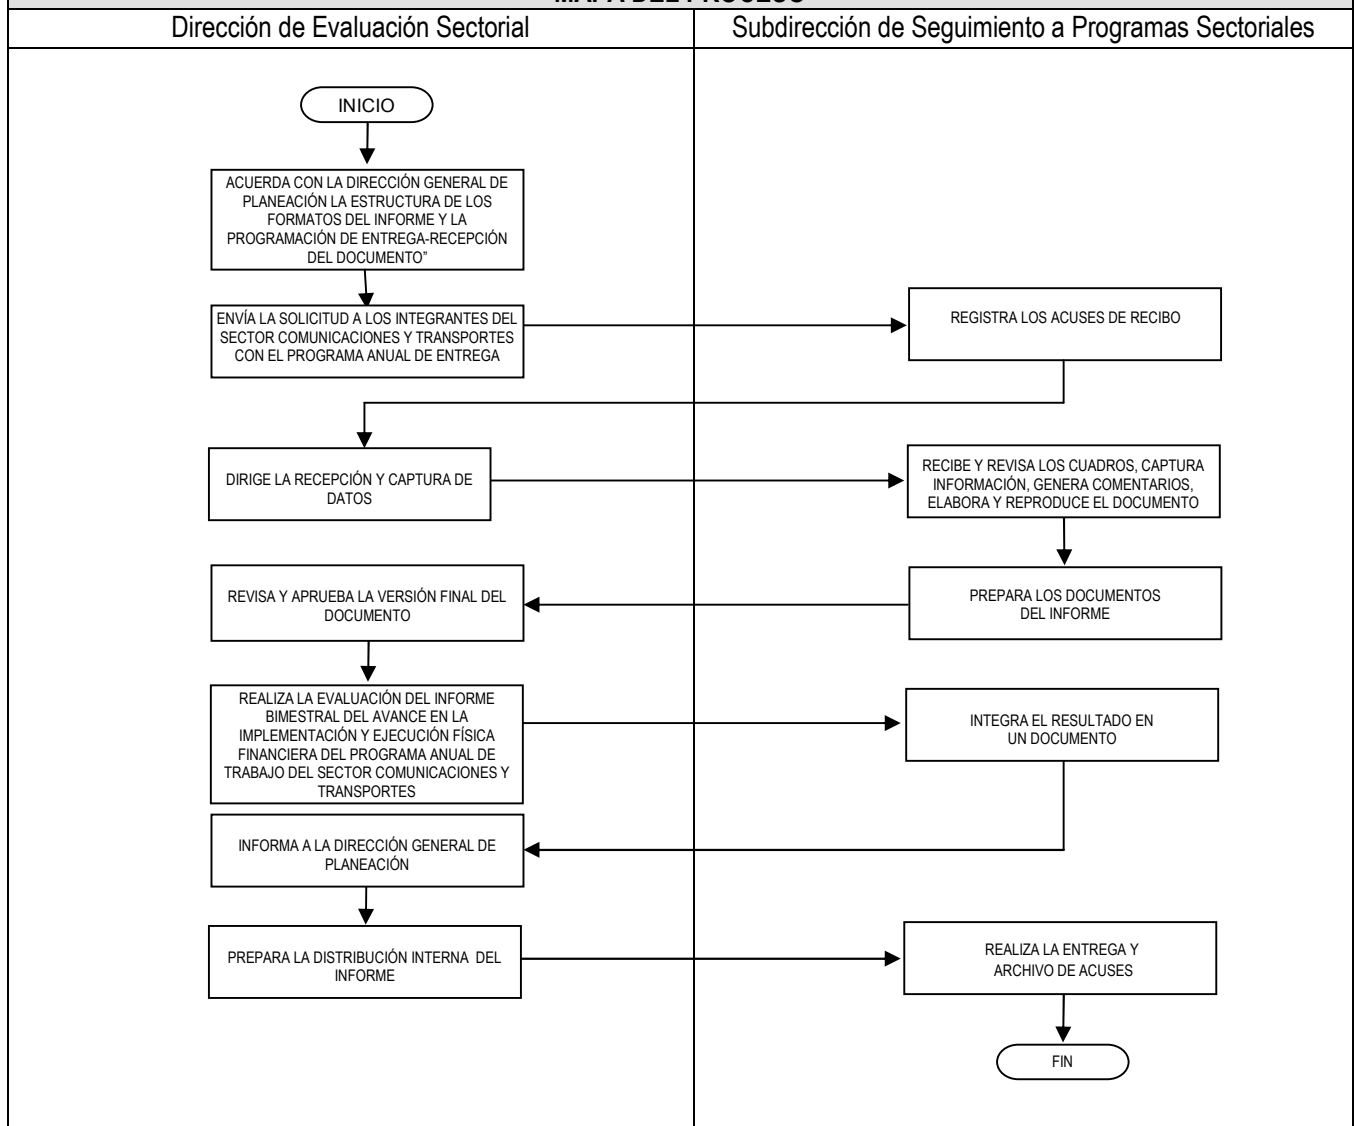 MAPA DEL PROCESO
Dirección de Evaluación Sectorial
Subdirección de Seguimiento a Programas Sectoriales
INICIO
ACUERDA CON LA DIRECCIÓN GENERAL DE
PLANEACIÓN LA ESTRUCTURA DE LOS
FORMATOS DEL INFORME Y LA
PROGRAMACIÓN DE ENTREGA-RECEPCIÓN
DEL DOCUMENTO”
ENVÍA LA SOLICITUD A LOS INTEGRANTES DEL
SECTOR COMUNICACIONES Y TRANSPORTES
CON EL PROGRAMA ANUAL DE ENTREGA
REGISTRA LOS ACUSES DE RECIBO
DIRIGE LA RECEPCIÓN Y CAPTURA DE
DATOS
RECIBE Y REVISA LOS CUADROS, CAPTURA
INFORMACIÓN, GENERA COMENTARIOS,
ELABORA Y REPRODUCE EL DOCUMENTO
PREPARA LOS DOCUMENTOS
DEL INFORME
REVISA Y APRUEBA LA VERSIÓN FINAL DEL
DOCUMENTO
REALIZA LA EVALUACIÓN DEL INFORME
BIMESTRAL DEL AVANCE EN LA
IMPLEMENTACIÓN Y EJECUCIÓN FÍSICA
FINANCIERA DEL PROGRAMA ANUAL DE
TRABAJO DEL SECTOR COMUNICACIONES Y
TRANSPORTES
INTEGRA EL RESULTADO EN
UN DOCUMENTO
INFORMA A LA DIRECCIÓN GENERAL DE
PLANEACIÓN
PREPARA LA DISTRIBUCIÓN INTERNA DEL
INFORME
REALIZA LA ENTREGA Y
ARCHIVO DE ACUSES
FIN